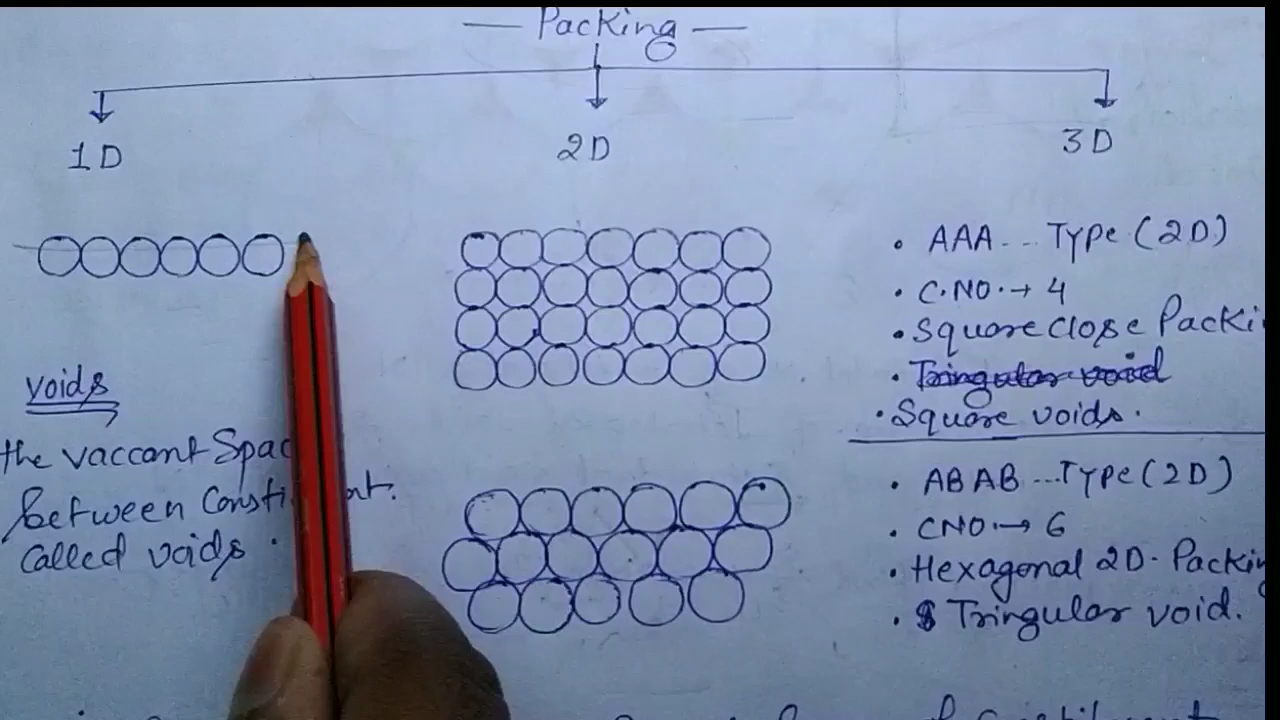 Packing
1D
2D
3D
• AAA... Type (2D)
• C.NO.→ 4
• Square close Packi
• Tringular void
• Square voids.
voids
the vaccant Spac
between Consti nt.
called voids.
• ABAB ...Type (2D)
• CNO.→ 6
• Hexagonal 2D. Packin
• Tringular void.